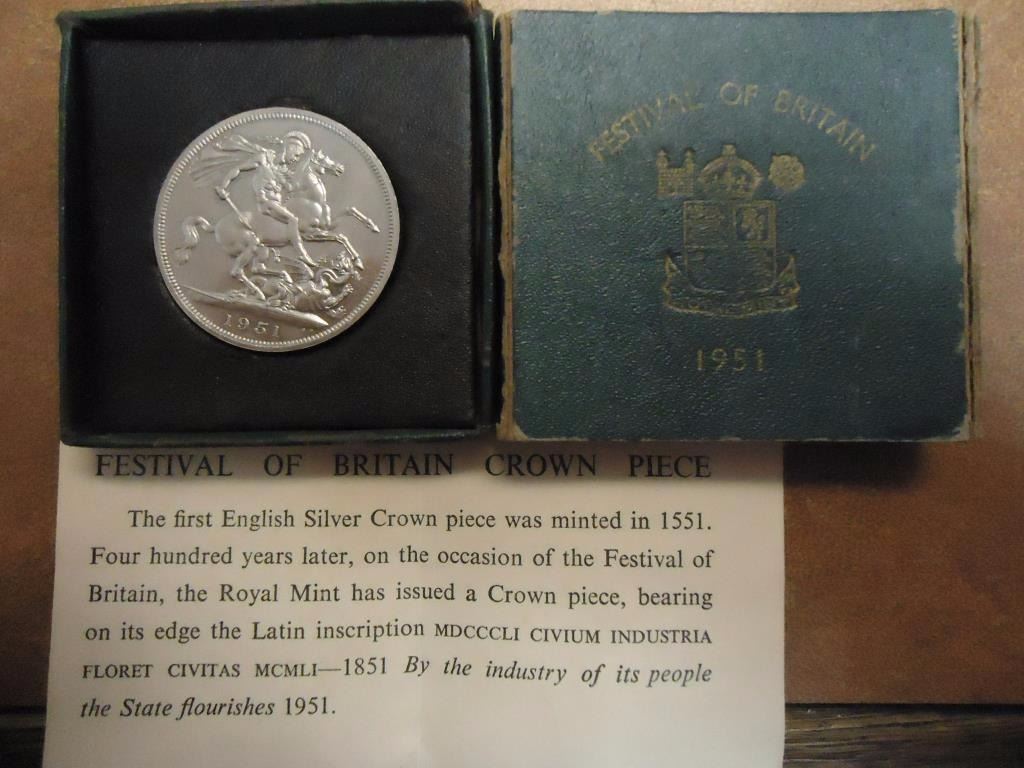 1951
FESTIVAL OF BRITAIN
1951
FESTIVAL OF BRITAIN CROWN PIECE
The first English Silver Crown piece was minted in 1551.
Four hundred years later, on the occasion of the Festival of
Britain, the Royal Mint has issued a Crown piece, bearing
on its edge the Latin inscription MDCCCLI CIVIUM INDUSTRIA
FLORET CIVITAS MCMLI—1851 By the industry of its people
the State flourishes 1951.